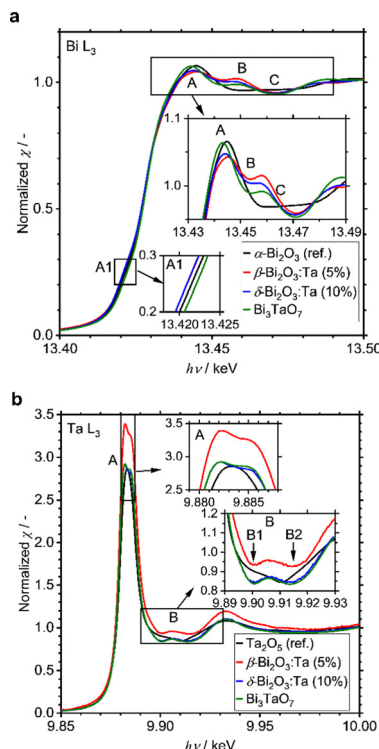 a
Bi L3
Normalized χ / -
1.0
0.5
0.0
A
B
C
A1
1.1
1.0
A
B
C
13.43 13.45 13.47 13.49
0.3
A1
0.2
13.420 13.425
α-Bi2O3 (ref.)
β-Bi2O3:Ta (5%)
δ-Bi2O3:Ta (10%)
Bi3TaO7
13.40 13.45 13.50
hν / keV
b
Ta L3
Normalized χ / -
3.5
3.0
2.5
2.0
1.5
1.0
0.5
0.0
A
B
3.5
A
3.0
2.5
9.880 9.885
1.2
B
1.1
B1 B2
1.0
0.9
0.8
9.89 9.90 9.91 9.92 9.93
Ta2O5 (ref.)
β-Bi2O3:Ta (5%)
δ-Bi2O3:Ta (10%)
Bi3TaO7
9.85 9.90 9.95 10.00
hν / keV